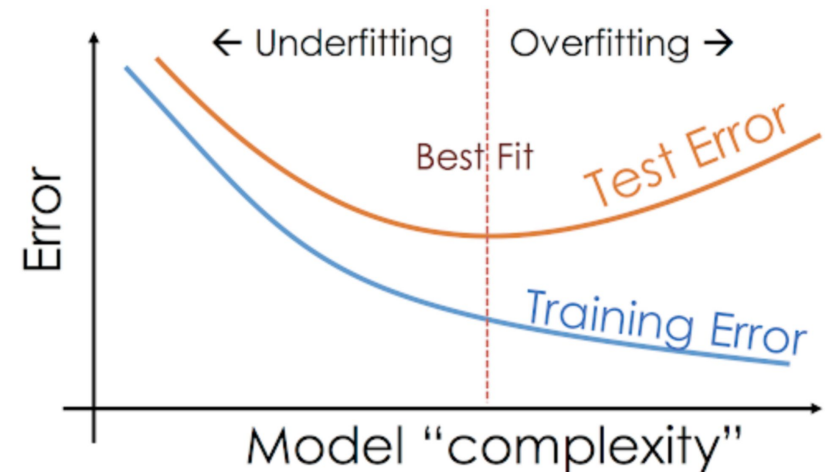 ← Underfitting
Overfitting →
Best Fit
Test Error
Error
Training Error
Model “complexity”